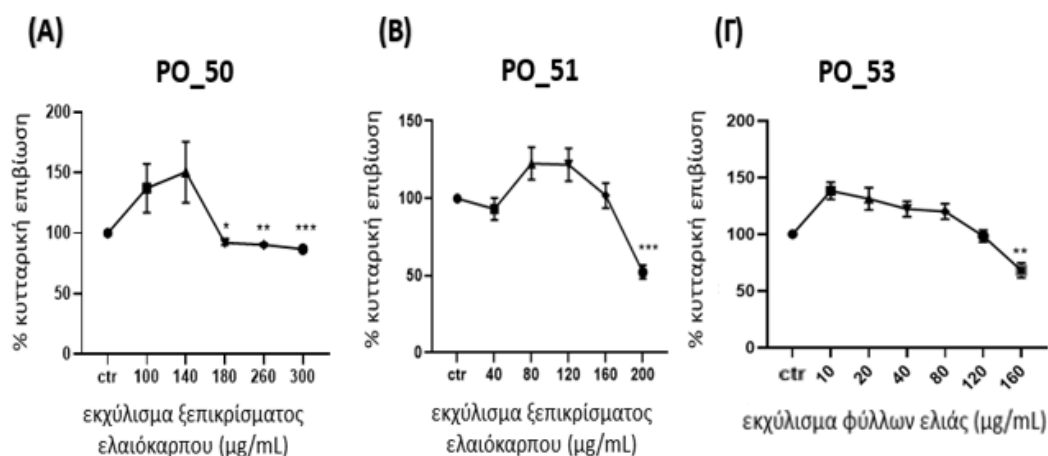 (Α)
PO_50
% κυτταρική επιβίωση
200
150
100
50
0
*
**
***
ctr 100 140 180 260 300
εκχύλισμα ξεπικρίσματος
ελαιόκαρπου (μg/mL)
(Β)
PO_51
% κυτταρική επιβίωση
150
100
50
0
***
ctr 40 80 120 160 200
εκχύλισμα ξεπικρίσματος
ελαιόκαρπου (μg/mL)
(Γ)
PO_53
% κυτταρική επιβίωση
200
150
100
50
0
**
ctr 10 20 40 80 120 160
εκχύλισμα φύλλων ελιάς (μg/mL)